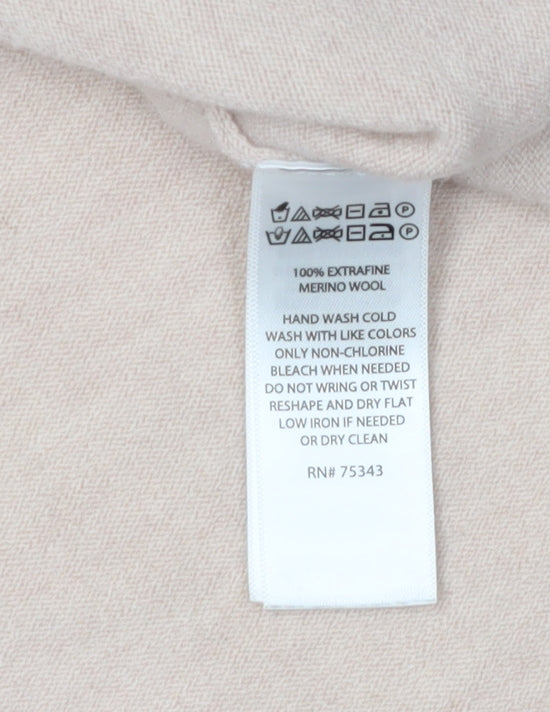 P
P
100% EXTRAFINE
MERINO WOOL
HAND WASH COLD
WASH WITH LIKE COLORS
ONLY NON-CHLORINE
BLEACH WHEN NEEDED
DO NOT WRING OR TWIST
RESHAPE AND DRY FLAT
LOW IRON IF NEEDED
OR DRY CLEAN
RN# 75343